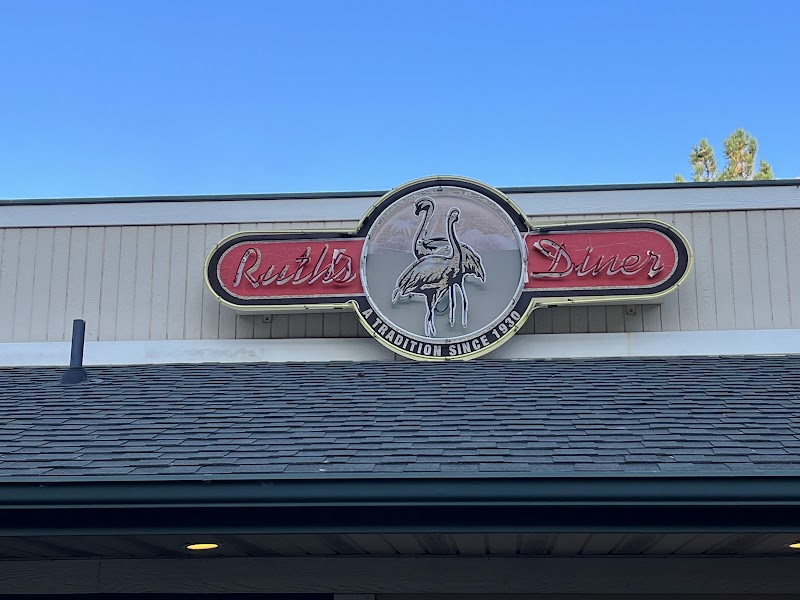 Ruth's Diner
A TRADITION SINCE 1930